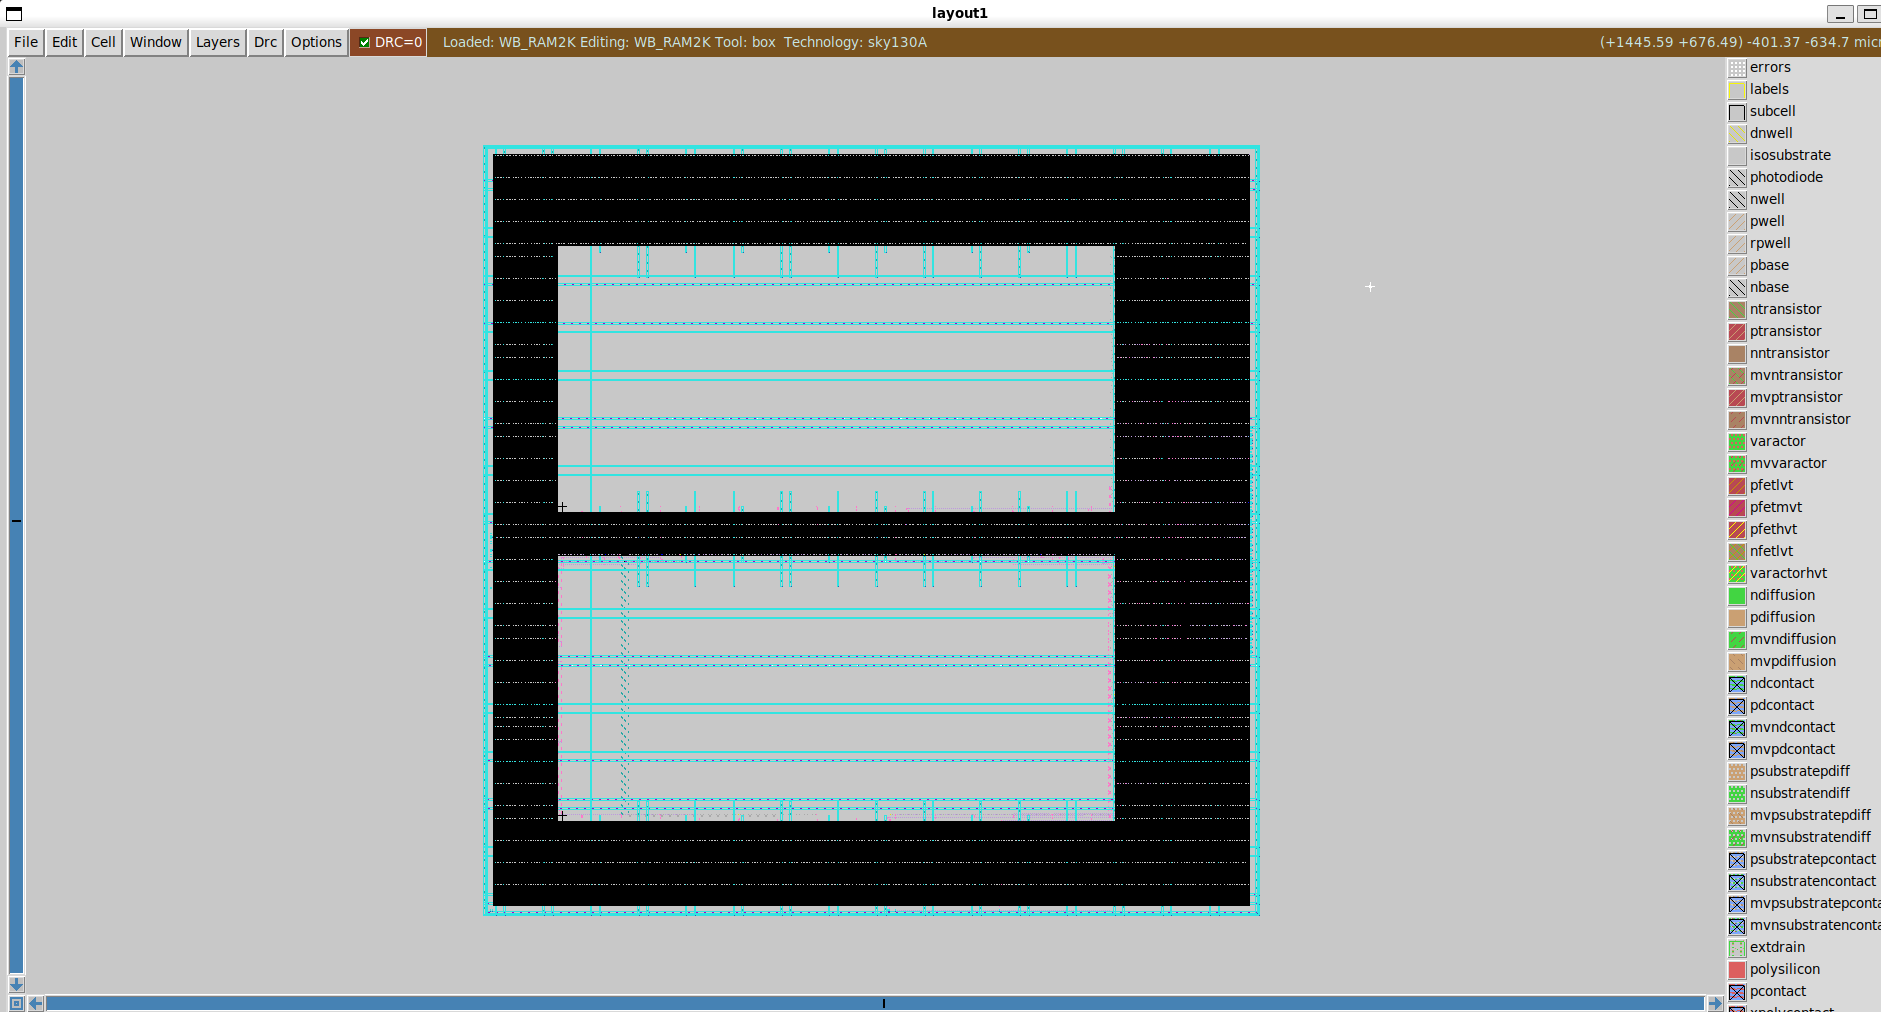 layout1
File Edit Cell Window Layers Drc Options DRC=0 Loaded: WB_RAM2K Editing: WB_RAM2K Tool: box Technology: sky130A (+1445.59 +676.49) -401.37 -634.7 micr
errors
labels
subcell
dnwell
isosubstrate
photodiode
nwell
pwell
rpwell
pbase
nbase
ntransistor
ptransistor
nntransistor
mvntransistor
mvptransistor
mvnntransistor
varactor
mvvaractor
pfetlvt
pfetmvt
pfethvt
nfetlvt
varactorhvt
ndiffusion
pdiffusion
mvndiffusion
mvpdiffusion
ndcontact
pdcontact
mvndcontact
mvpdcontact
psubstratepdiff
nsubstratendiff
mvpsubstratepdiff
mvnsubstratendiff
psubstratepcontact
nsubstratencontact
mvpsubstratepconta
mvnsubstratenconta
extdrain
polysilicon
pcontact